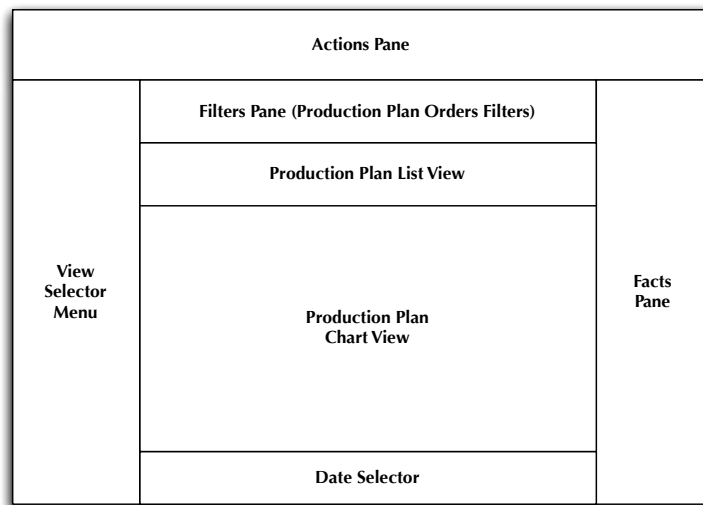 Actions Pane
Filters Pane (Production Plan Orders Filters)
Production Plan List View
View
Selector
Menu
Production Plan
Chart View
Facts
Pane
Date Selector